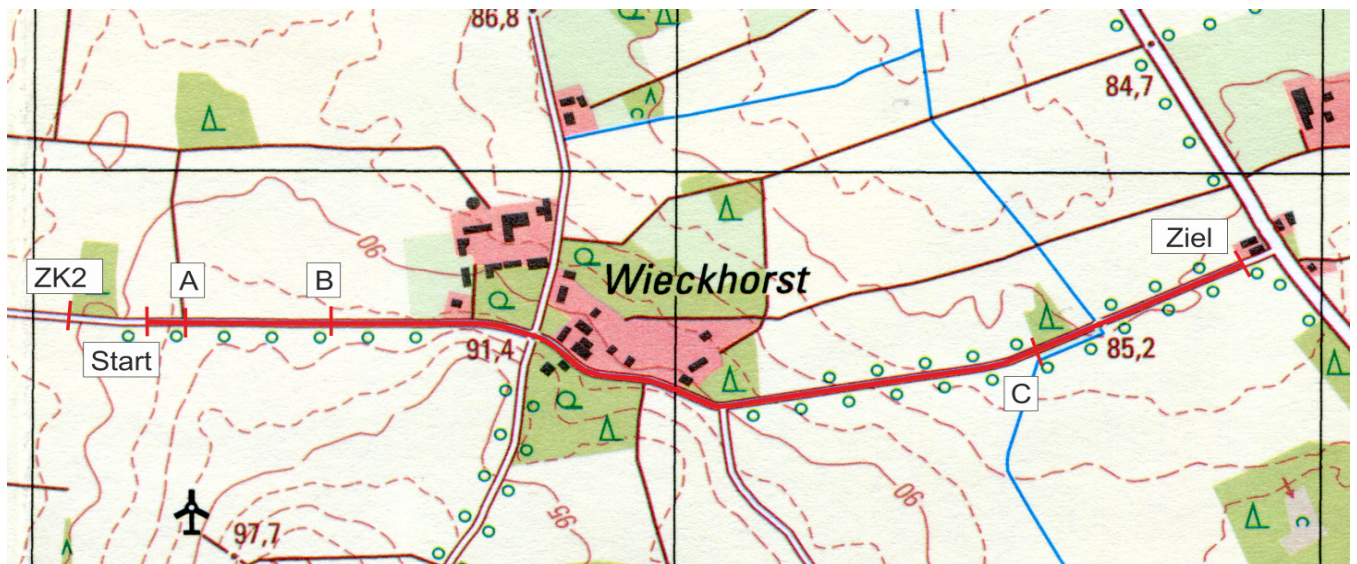 86,8
84,7
90
ZK2
A
B
Wieckhorst
Ziel
91,4
85,2
Start
C
90
95
97,7